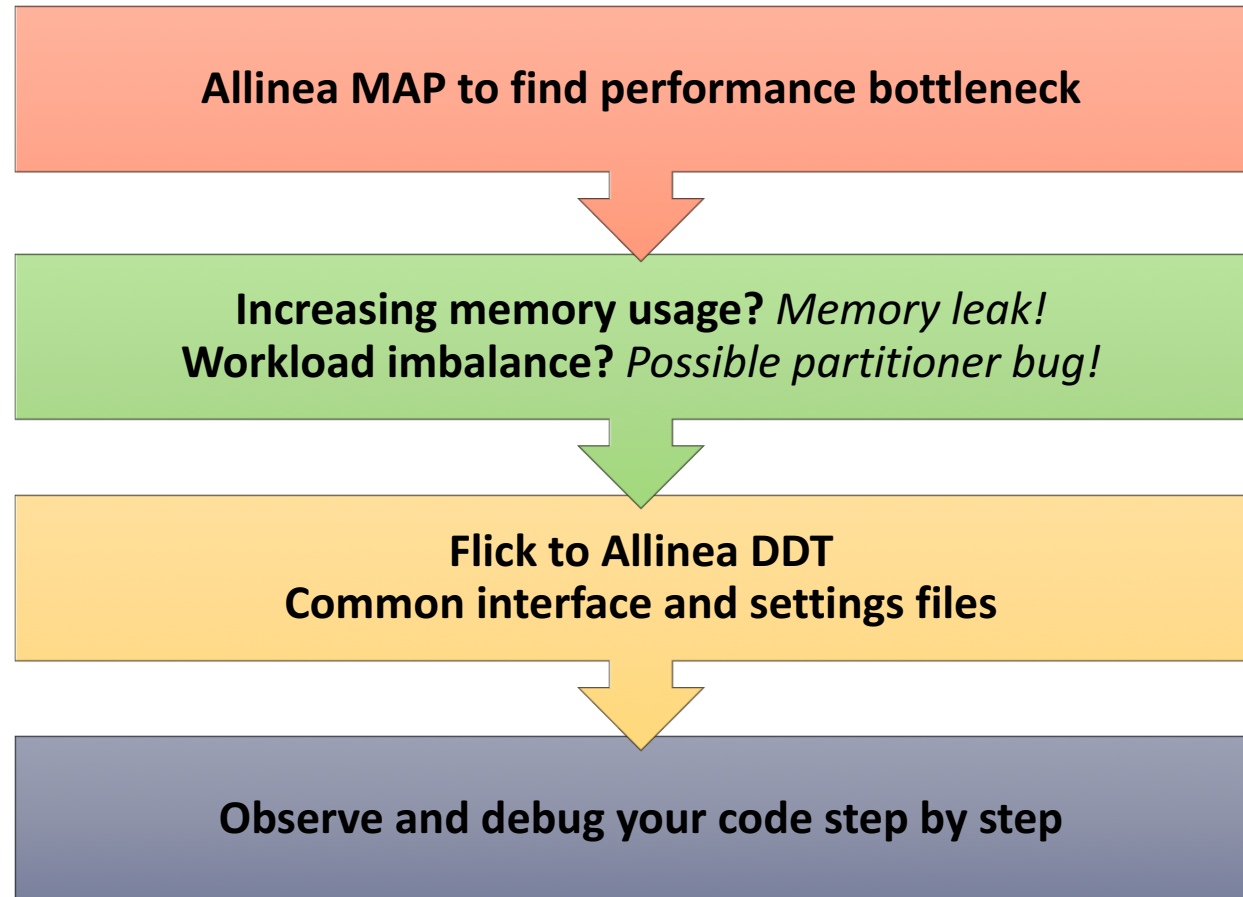 Allinea MAP to find performance bottleneck
Increasing memory usage? Memory leak!
Workload imbalance? Possible partitioner bug!
Flick to Allinea DDT
Common interface and settings files
Observe and debug your code step by step